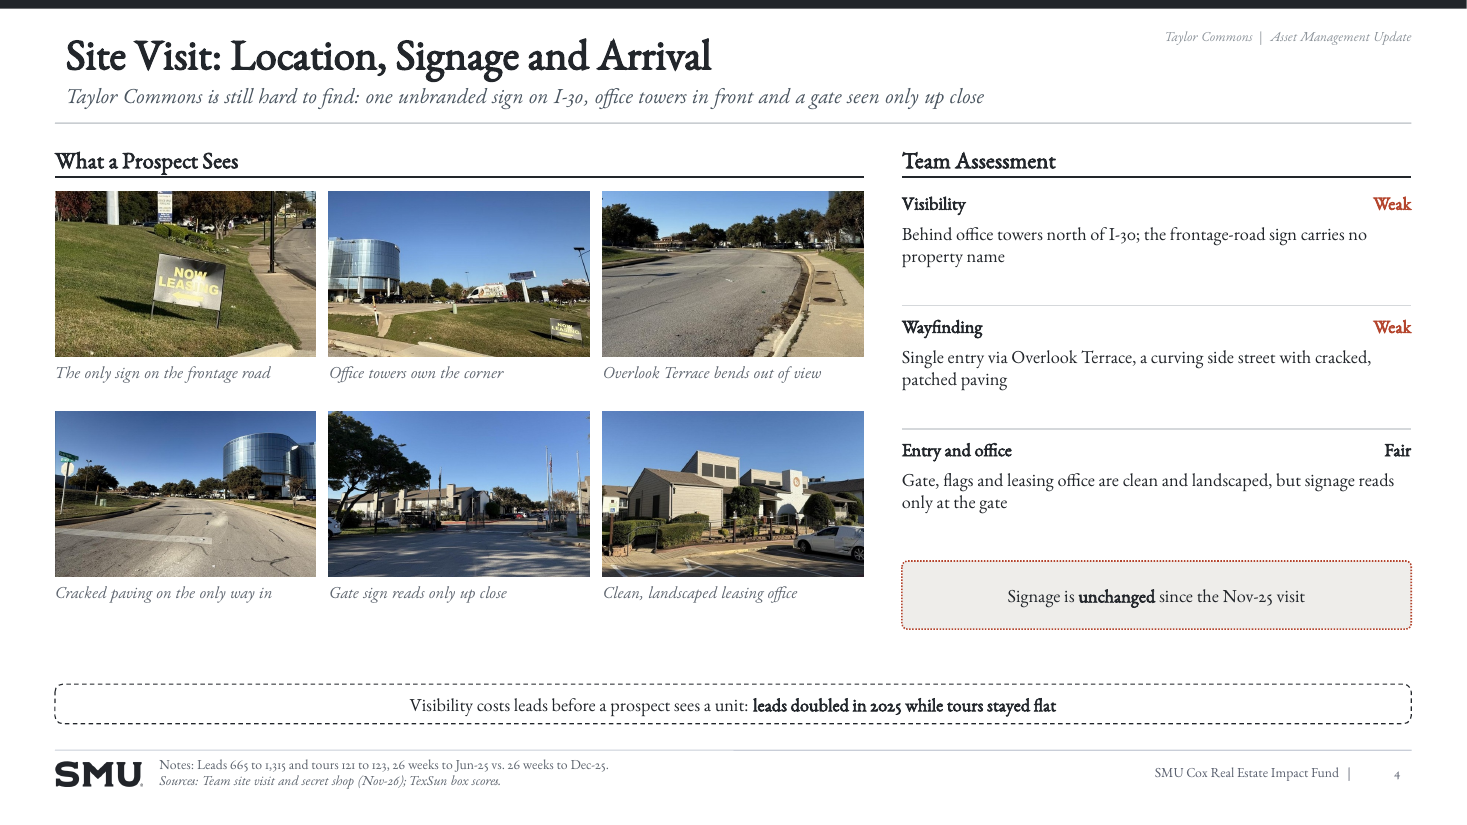 Taylor Commons | Asset Management Update
Site Visit: Location, Signage and Arrival
Taylor Commons is still hard to find: one unbranded sign on I-30, office towers in front and a gate seen only up close
What a Prospect Sees
NOW
LEASING
NOW
LEASING
The only sign on the frontage road
Office towers own the corner
Overlook Terrace bends out of view
Cracked paving on the only way in
Gate sign reads only up close
Clean, landscaped leasing office
Team Assessment
Visibility
Weak
Behind office towers north of I-30; the frontage-road sign carries no
property name
Wayfinding
Weak
Single entry via Overlook Terrace, a curving side street with cracked,
patched paving
Entry and office
Fair
Gate, flags and leasing office are clean and landscaped, but signage reads
only at the gate
Signage is unchanged since the Nov-25 visit
Visibility costs leads before a prospect sees a unit: leads doubled in 2025 while tours stayed flat
SMU®
Notes: Leads 665 to 1,315 and tours 121 to 123, 26 weeks to Jun-25 vs. 26 weeks to Dec-25.
Sources: Team site visit and secret shop (Nov-26); TexSun box scores.
SMU Cox Real Estate Impact Fund |
4